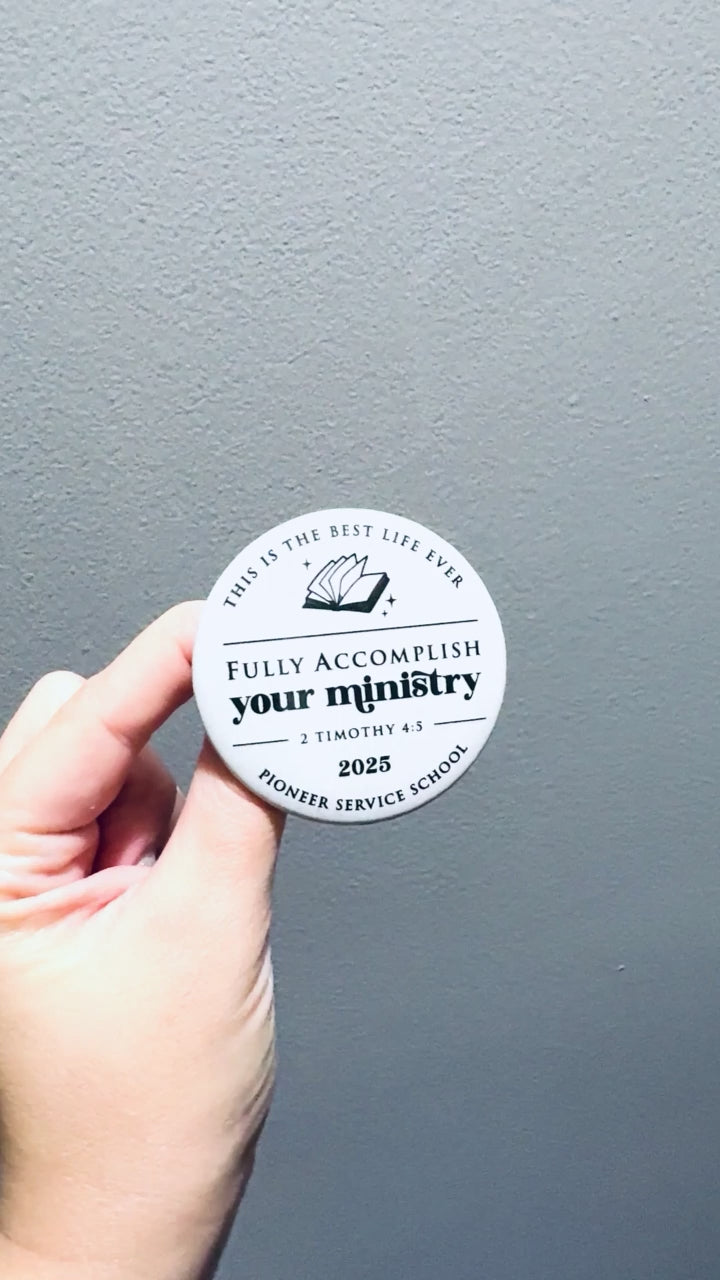 THIS IS THE BEST LIFE EVER
FULLY ACCOMPLISH
your ministry
2 TIMOTHY 4:5
2025
PIONEER SERVICE SCHOOL